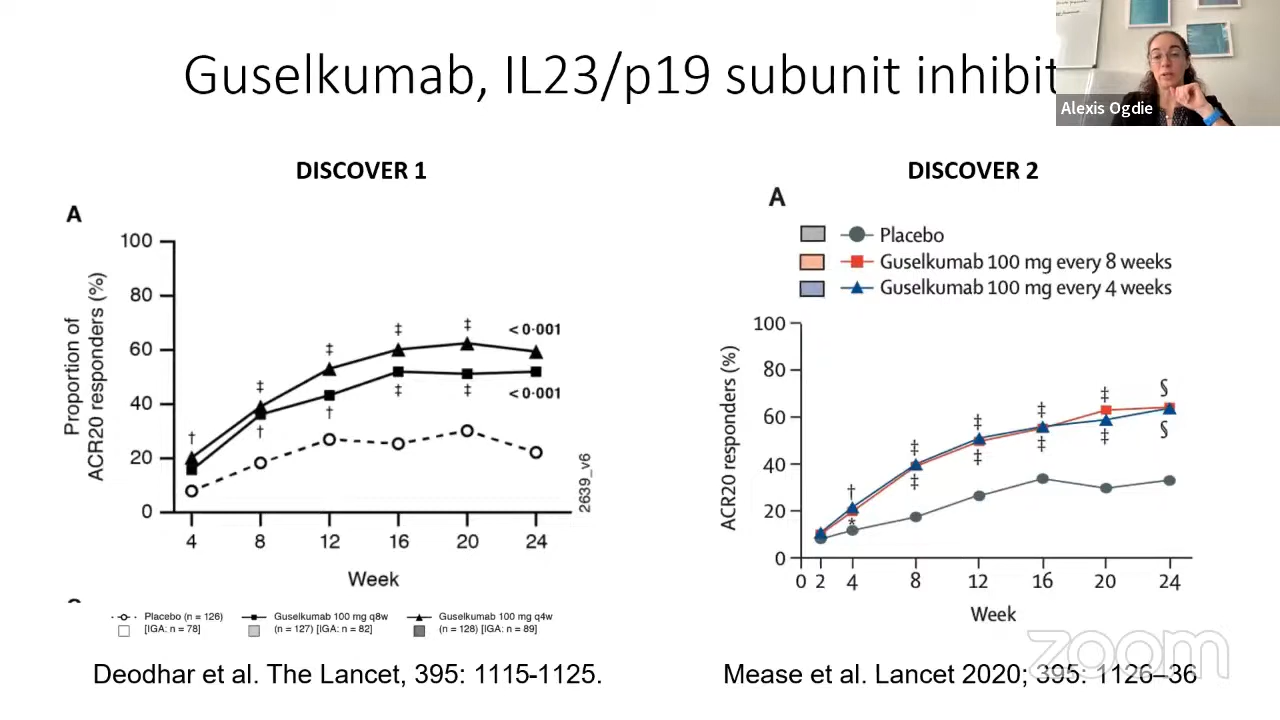 Guselkumab, IL23/p19 subunit inhibit
Alexis Ogdie
DISCOVER 1
A
Proportion of
ACR20 responders (%)
100
80
60
40
20
0
† ‡ ‡ ‡ ‡ < 0·001
† † ‡ ‡ < 0·001
4 8 12 16 20 24
Week
2639_v6
Placebo (n = 126)
[IGA: n = 78]
Guselkumab 100 mg q8w
(n = 127) [IGA: n = 82]
Guselkumab 100 mg q4w
(n = 128) [IGA: n = 89]
Deodhar et al. The Lancet, 395: 1115-1125.
DISCOVER 2
A
Placebo
Guselkumab 100 mg every 8 weeks
Guselkumab 100 mg every 4 weeks
ACR20 responders (%)
100
80
60
40
20
0
† ‡ ‡ ‡ ‡ §
* ‡ ‡ ‡ ‡ §
0 2 4 8 12 16 20 24
Week
Mease et al. Lancet 2020; 395: 1126–36
zoom